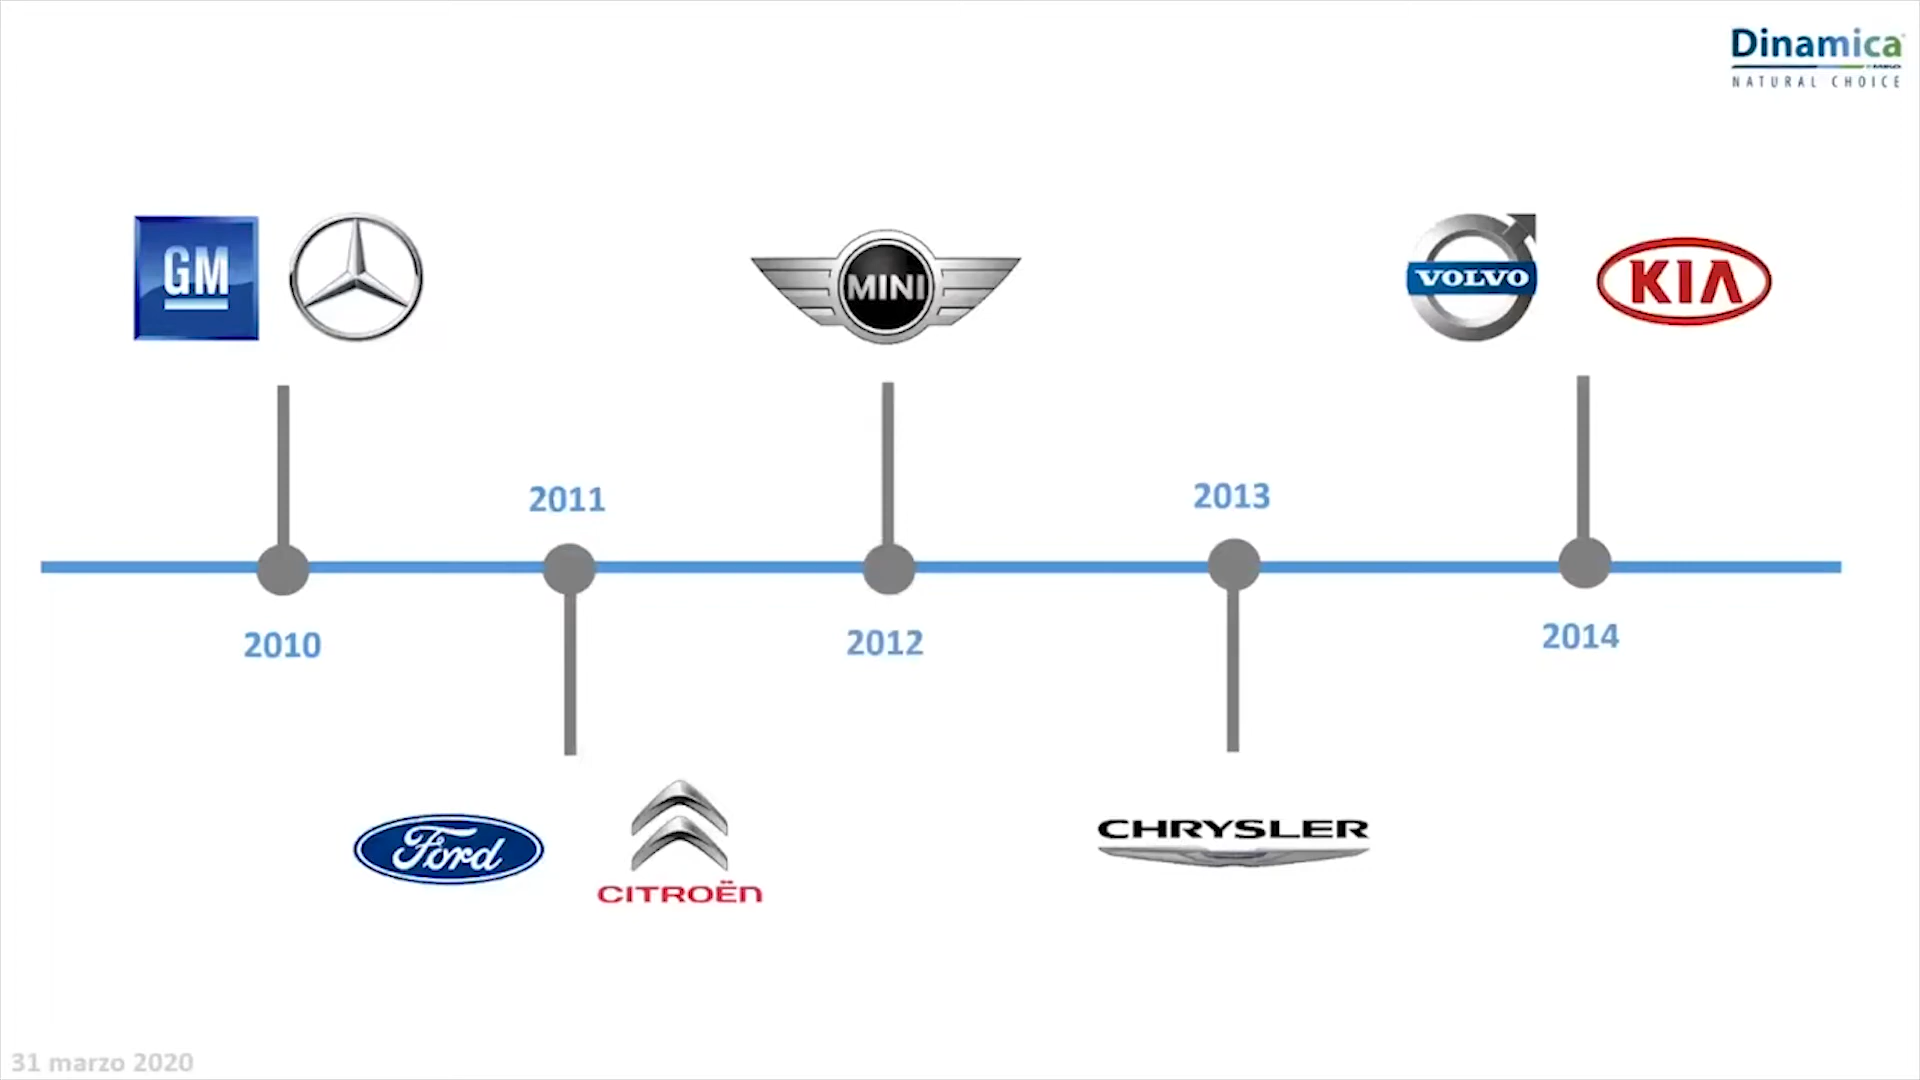 Dinamica
NATURAL CHOICE
GM
MINI
VOLVO
KIA
2011
2013
2010
2012
2014
Ford
CITROËN
CHRYSLER
31 marzo 2020